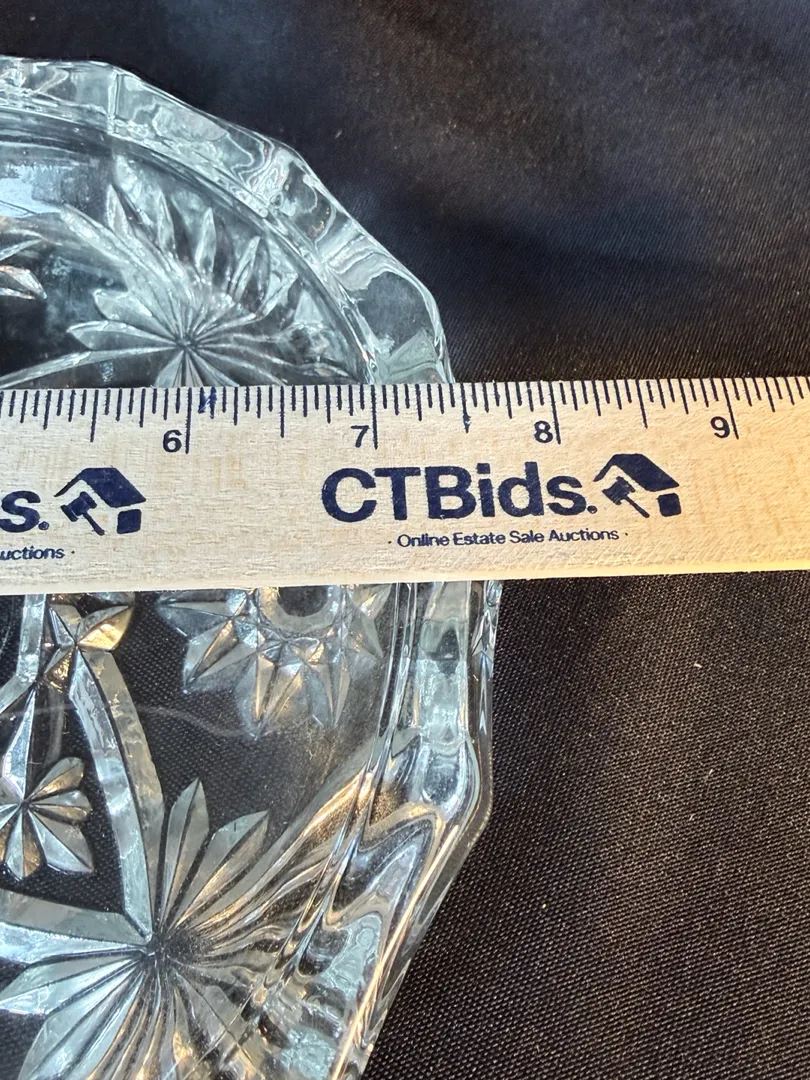 6 7 8 9
s. CTBids.
uctions · · Online Estate Sale Auctions ·